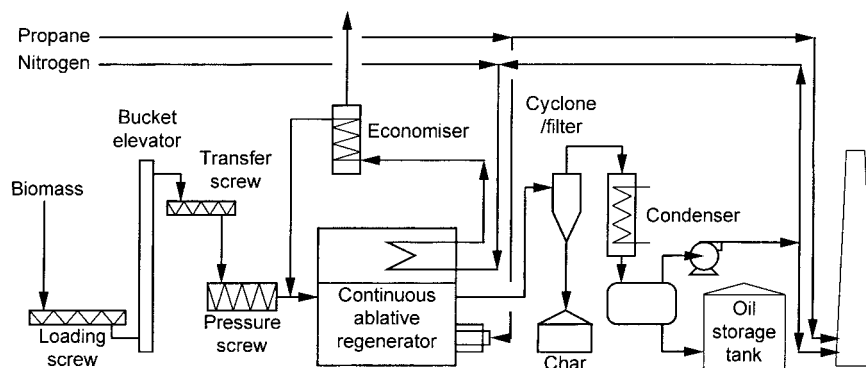 Propane
Nitrogen
Cyclone
/filter
Bucket
elevator
Economiser
Transfer
screw
Biomass
Condenser
Continuous
ablative
regenerator
Pressure
screw
Loading
screw
Oil
storage
tank
Char